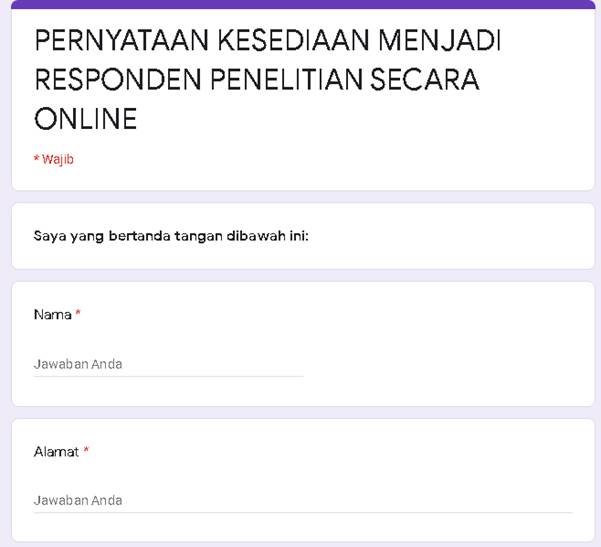 PERNYATAAN KESEDIAAN MENJADI
RESPONDEN PENELITIAN SECARA
ONLINE
* Wajib
Saya yang bertanda tangan dibawah ini:
Nama *
Jawaban Anda
Alamat *
Jawaban Anda